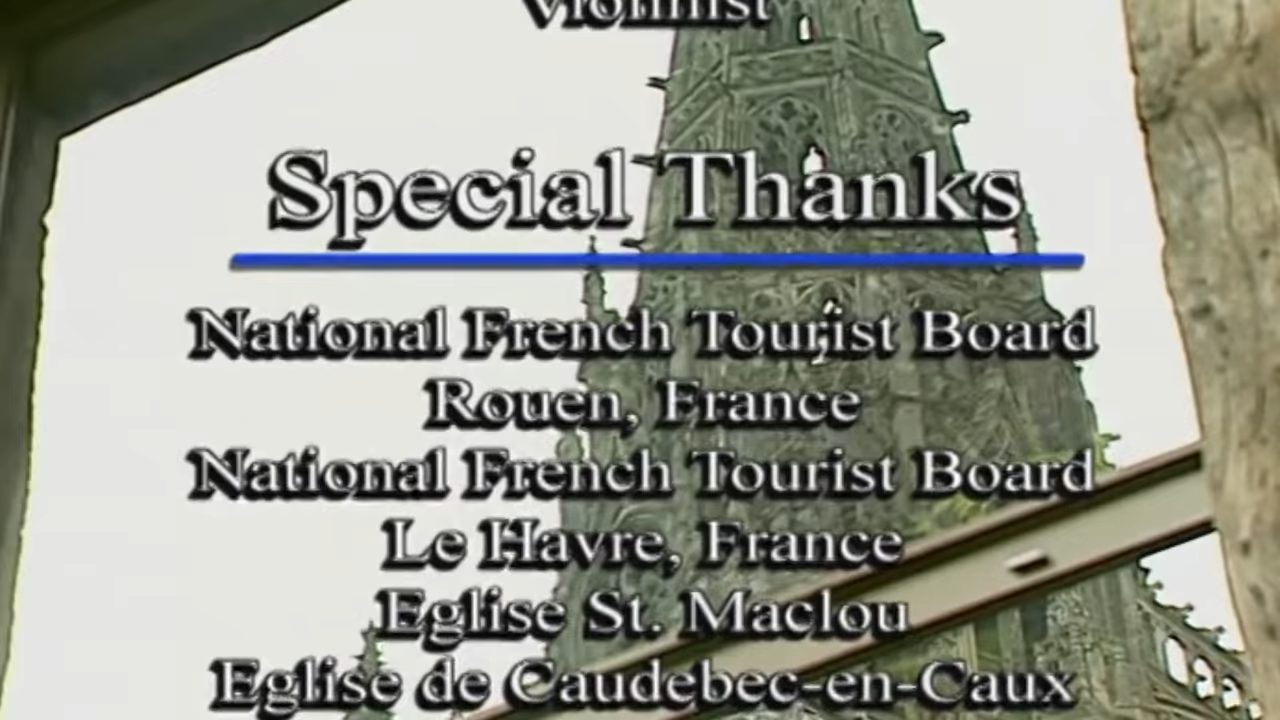 Violinist
Special Thanks
National French Tourist Board
Rouen, France
National French Tourist Board
Le Havre, France
Eglise St. Maclou
Eglise de Caudebec-en-Caux